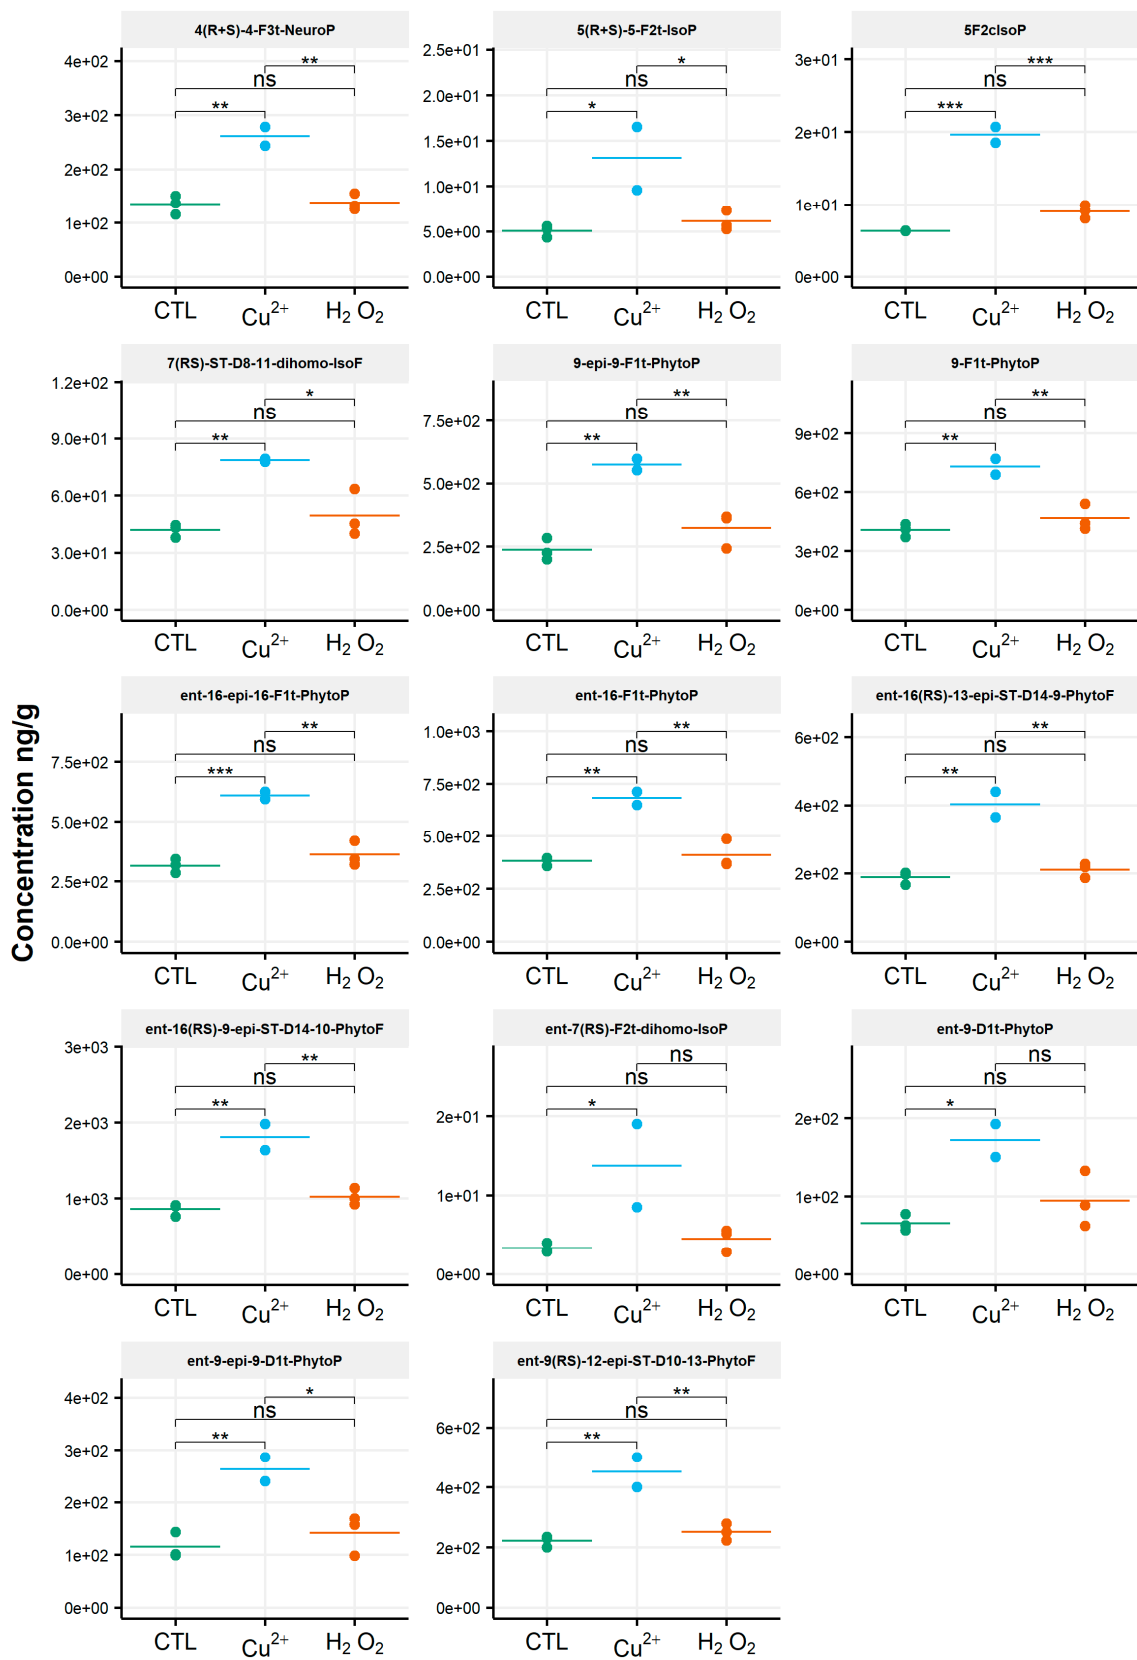 Concentration ng/g
4(R+S)-4-F3t-NeuroP
4e+02
3e+02
2e+02
1e+02
0e+00
**
ns
**
CTL Cu²⁺ H₂ O₂
5(R+S)-5-F2t-IsoP
2.5e+01
2.0e+01
1.5e+01
1.0e+01
5.0e+00
0.0e+00
*
ns
*
CTL Cu²⁺ H₂ O₂
5F2cIsoP
3e+01
2e+01
1e+01
0e+00
***
ns
***
CTL Cu²⁺ H₂ O₂
7(RS)-ST-D8-11-dihomo-IsoF
1.2e+02
9.0e+01
6.0e+01
3.0e+01
0.0e+00
*
ns
**
CTL Cu²⁺ H₂ O₂
9-epi-9-F1t-PhytoP
7.5e+02
5.0e+02
2.5e+02
0.0e+00
**
ns
**
CTL Cu²⁺ H₂ O₂
9-F1t-PhytoP
9e+02
6e+02
3e+02
0.0e+00
**
ns
**
CTL Cu²⁺ H₂ O₂
ent-16-epi-16-F1t-PhytoP
7.5e+02
5.0e+02
2.5e+02
0.0e+00
**
ns
***
CTL Cu²⁺ H₂ O₂
ent-16-F1t-PhytoP
1.0e+03
7.5e+02
5.0e+02
2.5e+02
0.0e+00
**
ns
**
CTL Cu²⁺ H₂ O₂
ent-16(RS)-13-epi-ST-D14-9-PhytoF
6e+02
4e+02
2e+02
0e+00
**
ns
**
CTL Cu²⁺ H₂ O₂
ent-16(RS)-9-epi-ST-D14-10-PhytoF
3e+03
2e+03
1e+03
0e+00
**
ns
**
CTL Cu²⁺ H₂ O₂
ent-7(RS)-F2t-dihomo-IsoP
2e+01
1e+01
0e+00
ns
ns
*
CTL Cu²⁺ H₂ O₂
ent-9-D1t-PhytoP
2e+02
1e+02
0e+00
ns
ns
*
CTL Cu²⁺ H₂ O₂
ent-9-epi-9-D1t-PhytoP
4e+02
3e+02
2e+02
1e+02
0e+00
*
ns
**
CTL Cu²⁺ H₂ O₂
ent-9(RS)-12-epi-ST-D10-13-PhytoF
6e+02
4e+02
2e+02
0e+00
**
ns
**
CTL Cu²⁺ H₂ O₂